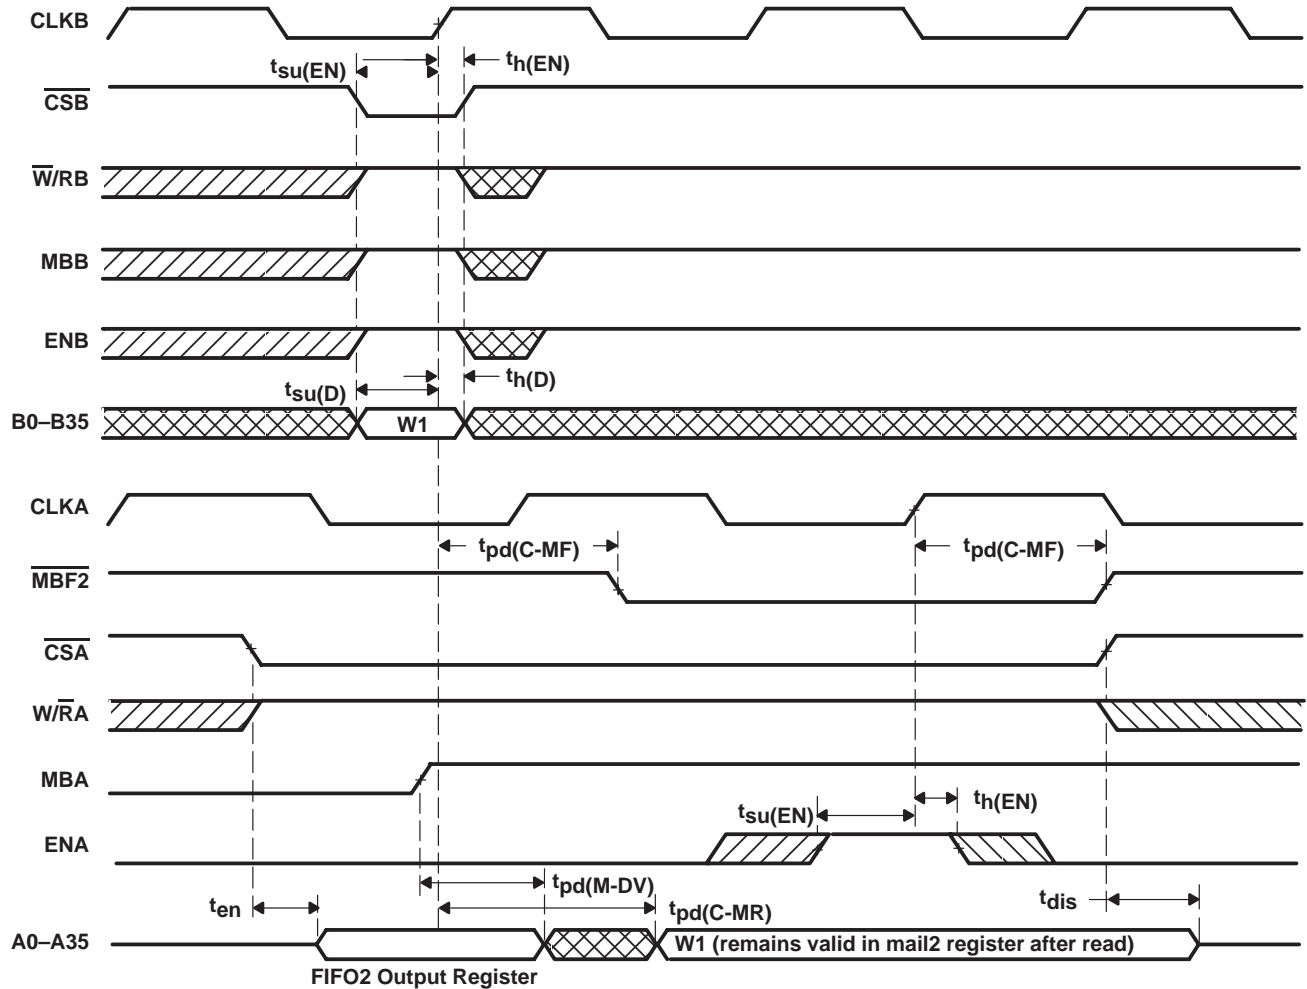 CLKB
tsu(EN)
th(EN)
CSB
W/RB
MBB
ENB
tsu(D)
th(D)
B0–B35
W1
CLKA
tpd(C-MF)
tpd(C-MF)
MBF2
CSA
W/RA
MBA
tsu(EN)
th(EN)
ENA
ten
tpd(M-DV)
tpd(C-MR)
tdis
A0–A35
W1 (remains valid in mail2 register after read)
FIFO2 Output Register